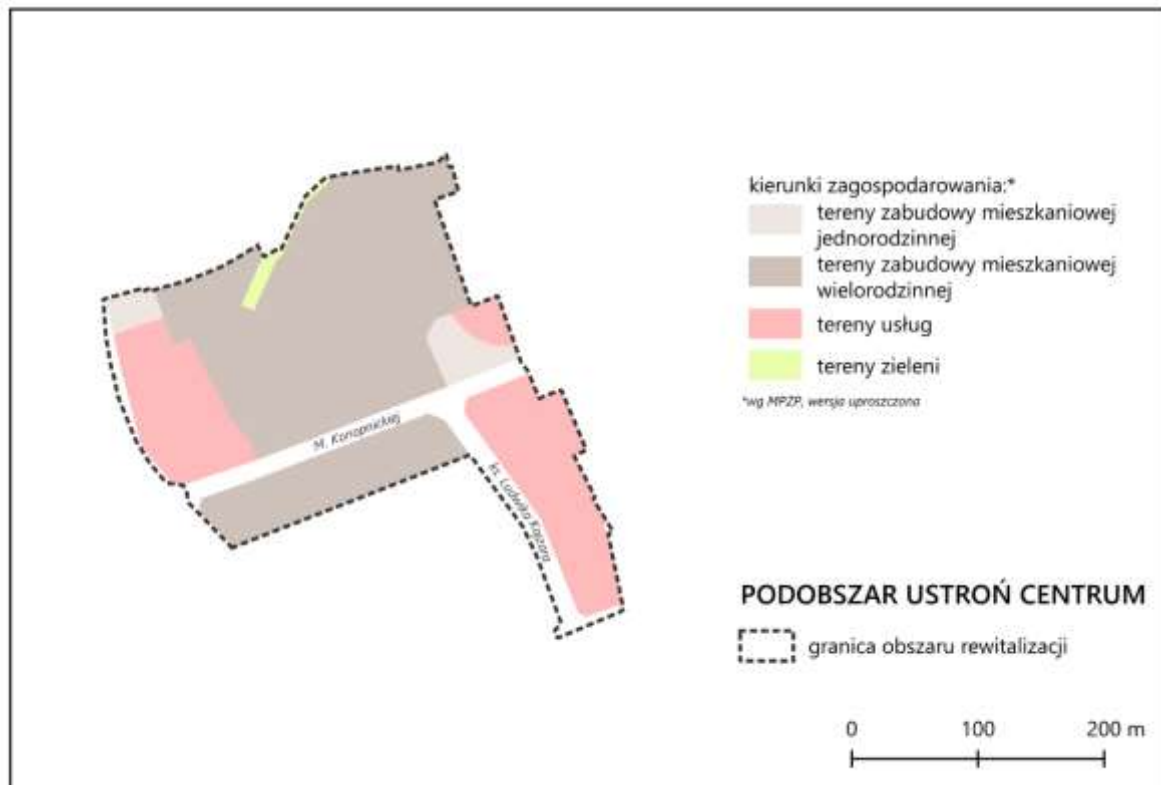 kierunki zagospodarowania:*
tereny zabudowy mieszkaniowej
jednorodzinnej
tereny zabudowy mieszkaniowej
wielorodzinnej
tereny usług
tereny zieleni
*wg MPZP, wersja uproszczona
M. Konopnickiej
ks. Ludwika Kojzara
PODOBSZAR USTROŃ CENTRUM
granica obszaru rewitalizacji
0 100 200 m